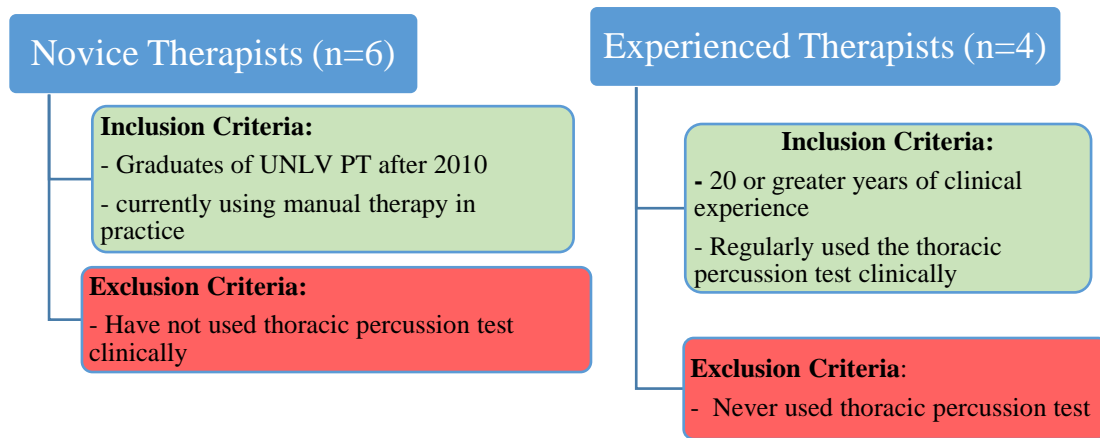 Novice Therapists (n=6)
Inclusion Criteria:
- Graduates of UNLV PT after 2010
- currently using manual therapy in
practice
Exclusion Criteria:
- Have not used thoracic percussion test
clinically
Experienced Therapists (n=4)
Inclusion Criteria:
- 20 or greater years of clinical
experience
- Regularly used the thoracic
percussion test clinically
Exclusion Criteria:
- Never used thoracic percussion test